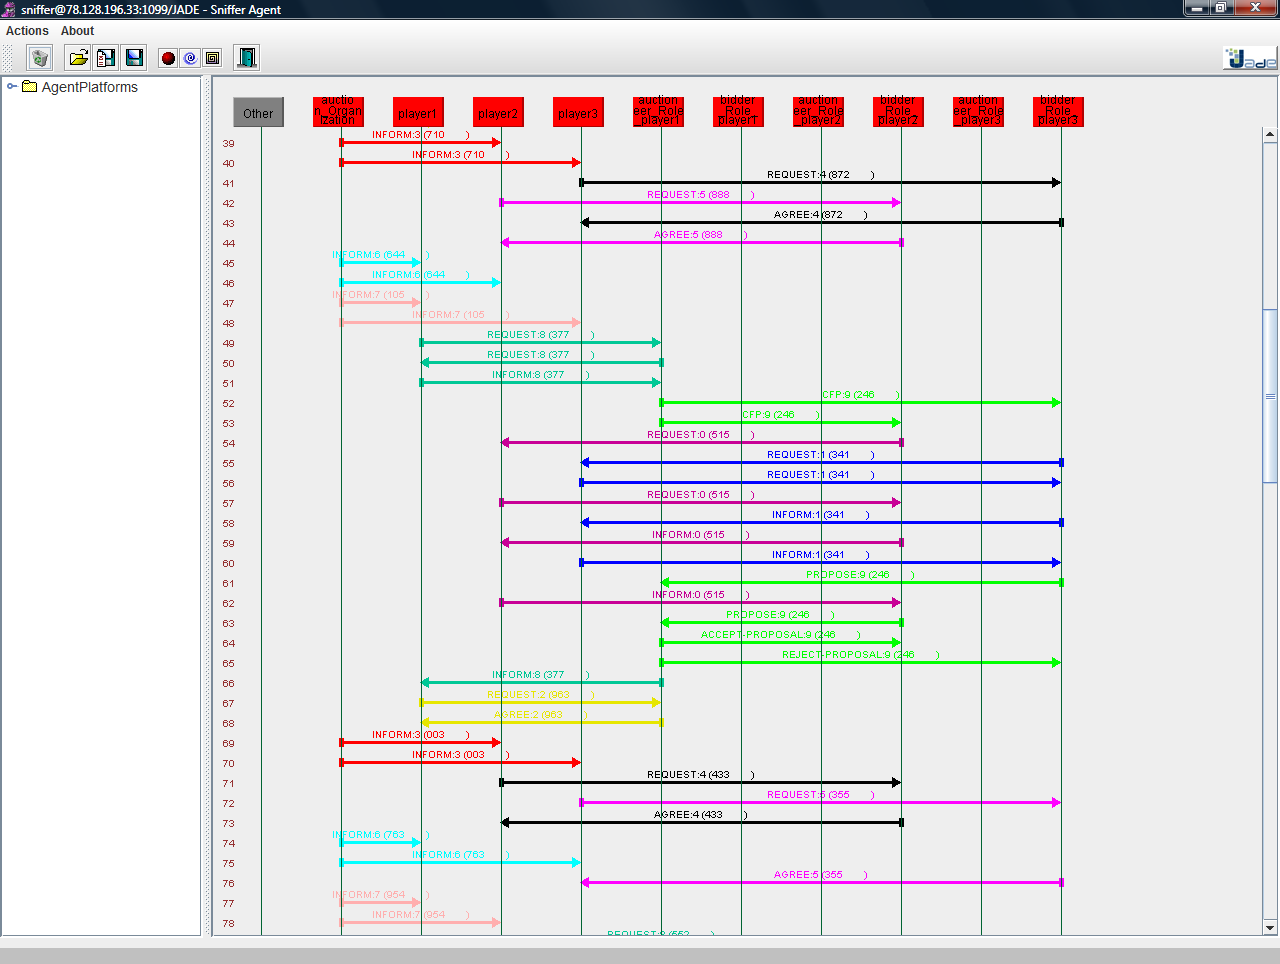 sniffer@78.128.196.33:1099/JADE - Sniffer Agent
Actions About
Jade
AgentPlatforms
Other
auctio
n_Organi
zation
player1
player2
player3
auction
eer_Role
player1
bidder
Role
player1
auction
eer_Role
player2
bidder
Role
player2
auction
eer_Role
player3
bidder
Role
player3
39 INFORM:3 (710 )
40 INFORM:3 (710 )
41 REQUEST:4 (872 )
42 REQUEST:5 (888 )
43 AGREE:4 (872 )
44 AGREE:5 (888 )
45 INFORM:6 (644 )
46 INFORM:6 (644 )
47 INFORM:7 (105 )
48 INFORM:7 (105 )
49 REQUEST:8 (377 )
50 REQUEST:8 (377 )
51 INFORM:8 (377 )
52 CFP:9 (246 )
53 CFP:9 (246 )
54 REQUEST:0 (515 )
55 REQUEST:1 (341 )
56 REQUEST:1 (341 )
57 REQUEST:0 (515 )
58 INFORM:1 (341 )
59 INFORM:0 (515 )
60 INFORM:1 (341 )
61 PROPOSE:9 (246 )
62 INFORM:0 (515 )
63 PROPOSE:9 (246 )
64 ACCEPT-PROPOSAL:9 (246 )
65 REJECT-PROPOSAL:9 (246 )
66 INFORM:8 (377 )
67 REQUEST:2 (963 )
68 AGREE:2 (963 )
69 INFORM:3 (003 )
70 INFORM:3 (003 )
71 REQUEST:4 (433 )
72 REQUEST:5 (355 )
73 AGREE:4 (433 )
74 INFORM:6 (763 )
75 INFORM:6 (763 )
76 AGREE:5 (355 )
77 INFORM:7 (954 )
78 INFORM:7 (954 )
REQUEST:8 (552 )